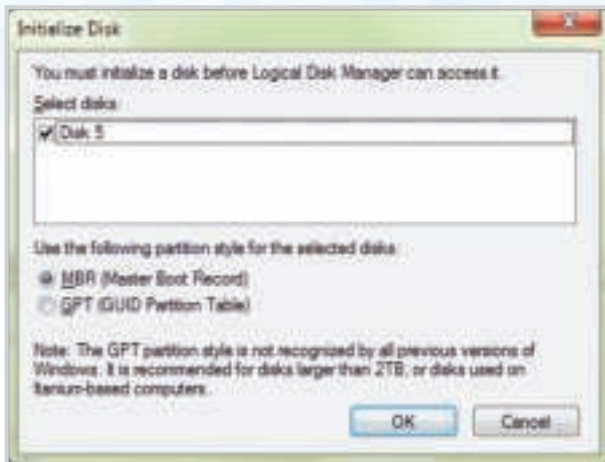 Initialize Disk
You must initialize a disk before Logical Disk Manager can access it.
Select disks:
Disk 5
Use the following partition style for the selected disks:
MBR (Master Boot Record)
GPT (GUID Partition Table)
Note: The GPT partition style is not recognized by all previous versions of
Windows. It is recommended for disks larger than 2TB, or disks used on
Itanium-based computers.
OK Cancel